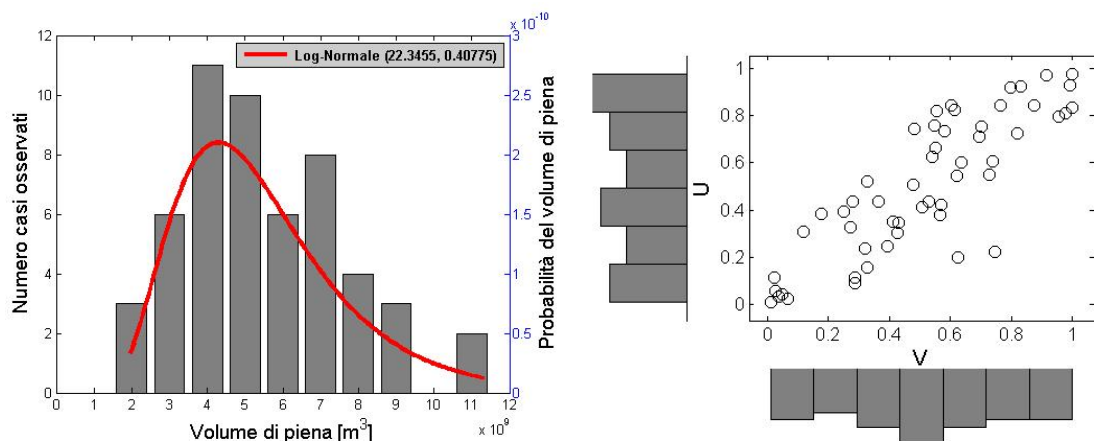 x 10^-10
12
10
8
6
4
2
0
3
2.5
2
1.5
1
0.5
0
Log-Normale (22.3455, 0.40775)
Numero casi osservati
Probabilità del volume di piena
0 1 2 3 4 5 6 7 8 9 10 11 12
Volume di piena [m^3]
x 10^9
U
1
0.8
0.6
0.4
0.2
0
0 0.2 0.4 0.6 0.8 1
V